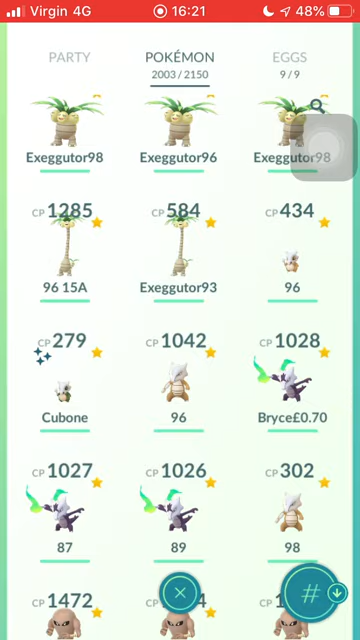 Virgin 4G 16:21 48%
PARTY POKÉMON EGGS
2003 / 2150 9 / 9
Exeggutor98 Exeggutor96 Exeggutor98
CP 1285 CP 584 CP 434
96 15A Exeggutor93 96
CP 279 CP 1042 CP 1028
Cubone 96 Bryce£0.70
CP 1027 CP 1026 CP 302
87 89 98
CP 1472
#